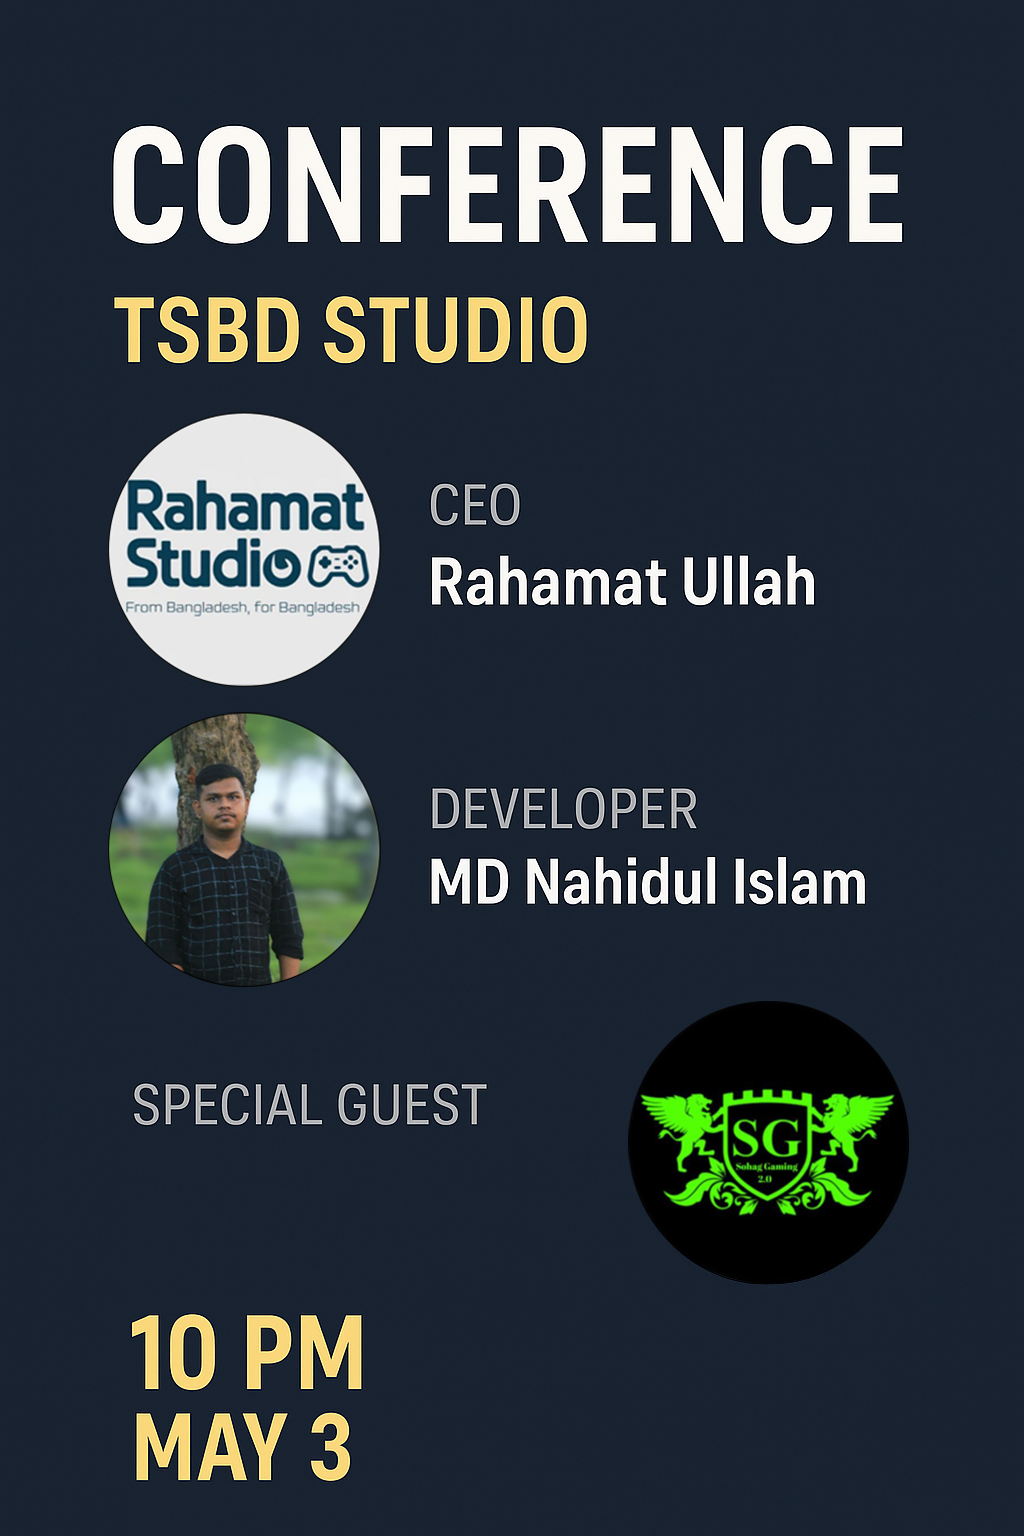 CONFERENCE
TSBD STUDIO
Rahamat
Studio
From Bangladesh, for Bangladesh
CEO
Rahamat Ullah
DEVELOPER
MD Nahidul Islam
SPECIAL GUEST
SG
Sohag Gaming
2.0
10 PM
MAY 3